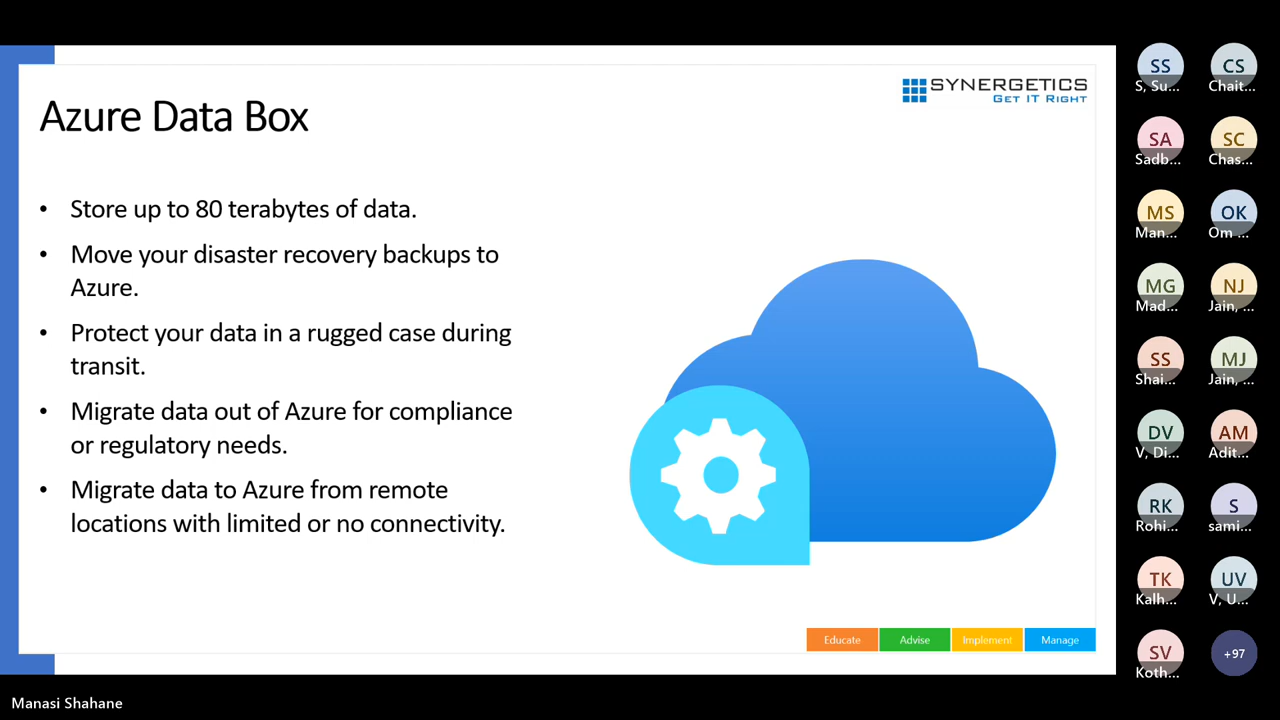 SYNERGETICS
GET IT RIGHT
Azure Data Box
• Store up to 80 terabytes of data.
• Move your disaster recovery backups to
Azure.
• Protect your data in a rugged case during
transit.
• Migrate data out of Azure for compliance
or regulatory needs.
• Migrate data to Azure from remote
locations with limited or no connectivity.
Educate Advise Implement Manage
SS CS
S, Su... Chait...
SA SC
Sadb... Chas...
MS OK
Man... Om ...
MG NJ
Mad... Jain, ...
SS MJ
Shai... Jain, ...
DV AM
V, Di... Adit...
RK S
Rohi... sami...
TK UV
Kalh... V, U...
SV +97
Koth...
Manasi Shahane